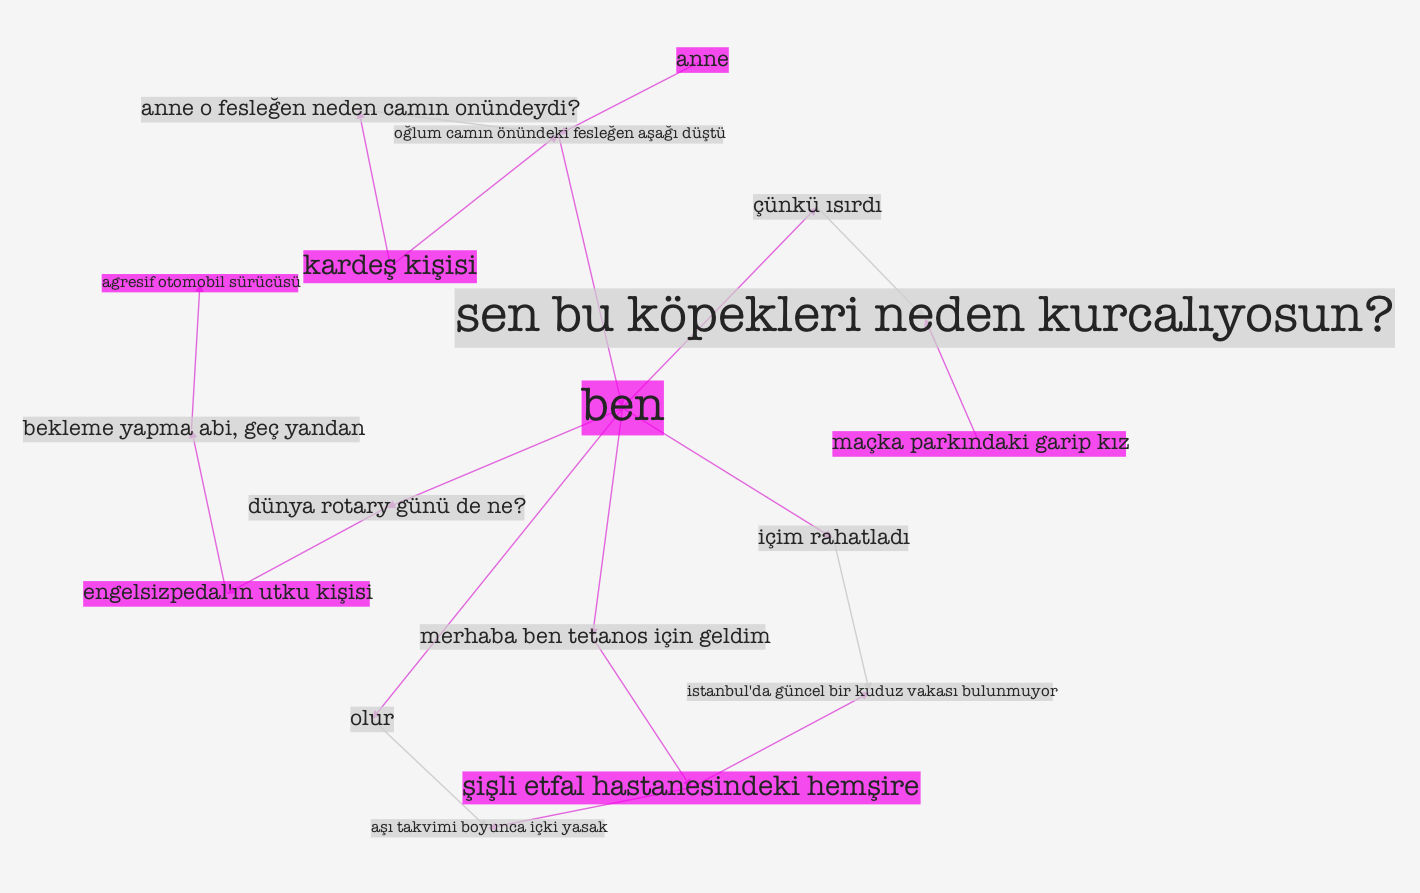 anne
anne o fesleğen neden camın onündeydi?
oğlum camın önündeki fesleğen aşağı düştü
çünkü ısırdı
kardeş kişisi
agresif otomobil sürücüsü
sen bu köpekleri neden kurcalıyosun?
ben
bekleme yapma abi, geç yandan
maçka parkındaki garip kız
dünya rotary günü de ne?
içim rahatladı
engelsizpedal'ın utku kişisi
merhaba ben tetanos için geldim
istanbul'da güncel bir kuduz vakası bulunmuyor
olur
şişli etfal hastanesindeki hemşire
aşı takvimi boyunca içki yasak